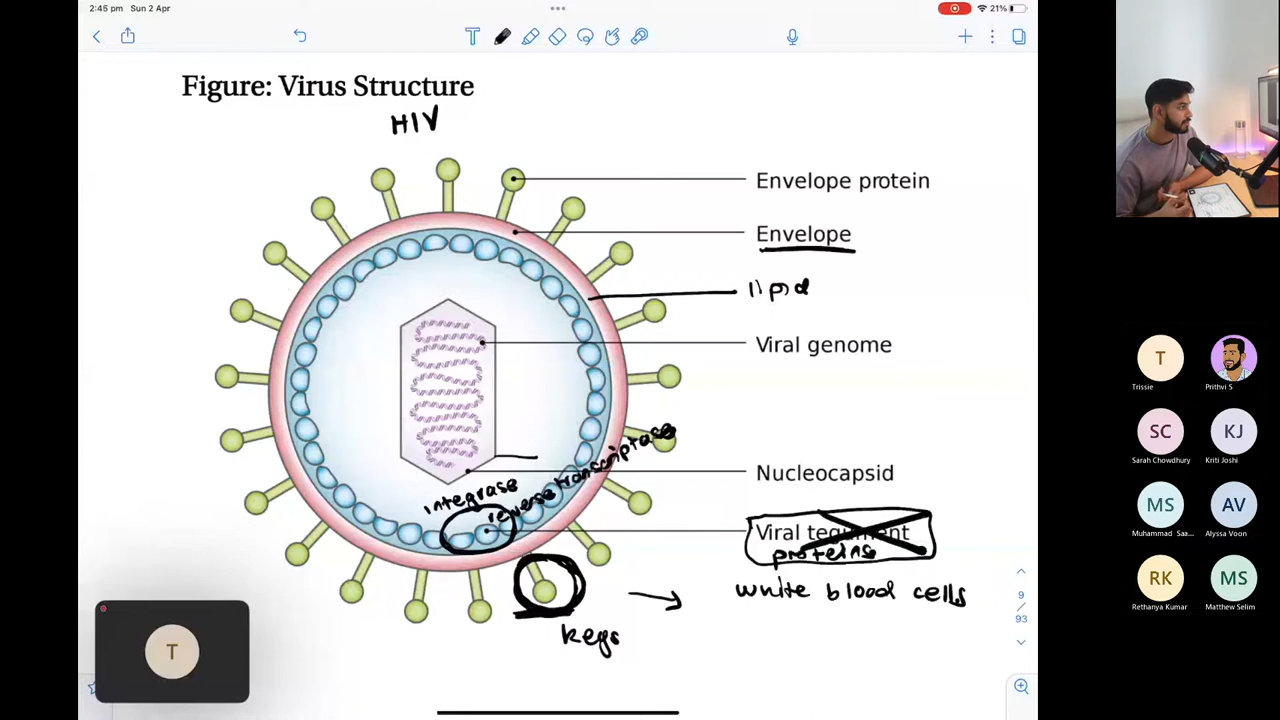 2:45 pm Sun 2 Apr
21%
Figure: Virus Structure
HIV
Envelope protein
Envelope
lipid
Viral genome
reverse transcriptase
integrase
Nucleocapsid
Viral tegument
proteins
white blood cells
keys
9
/
93
T
T
Trissie
Prithvi S
SC
KJ
Sarah Chowdhury
Kriti Joshi
MS
AV
Muhammad Saa...
Alyssa Voon
RK
MS
Rethanya Kumar
Matthew Selim